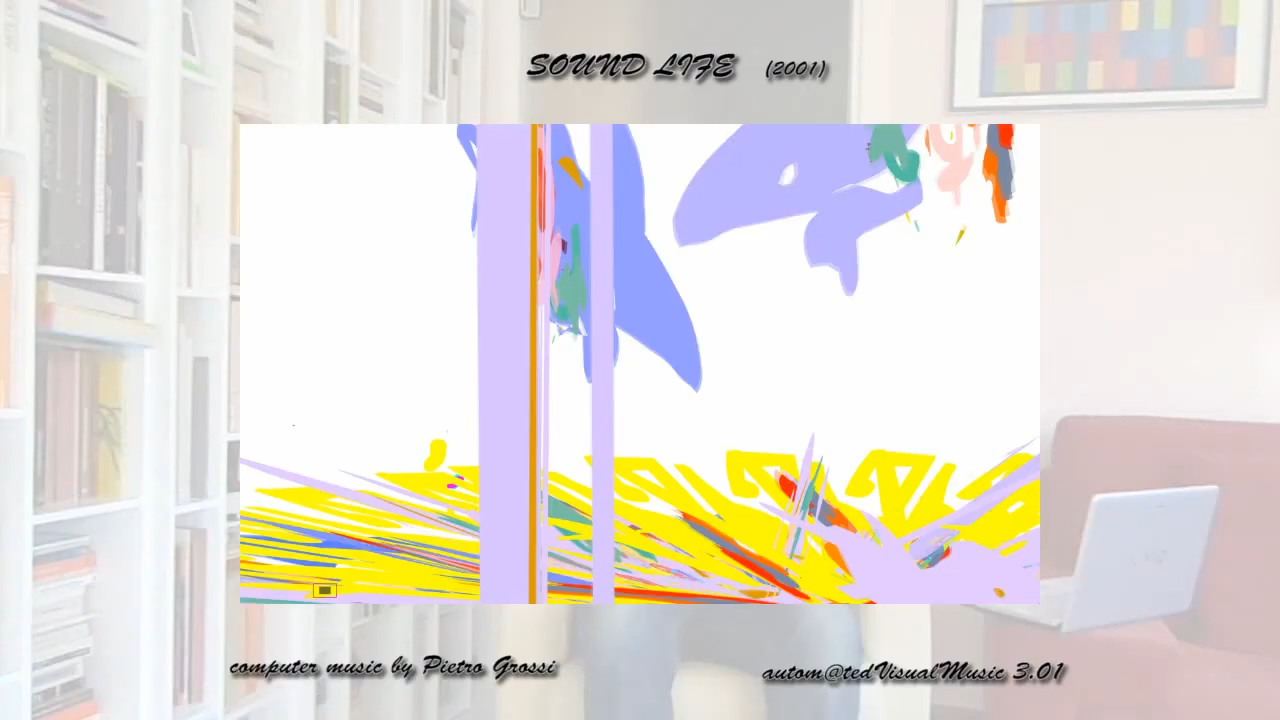 SOUND LIFE (2001)
computer music by Pietro Grossi
autom@tedVisualMusic 3.01